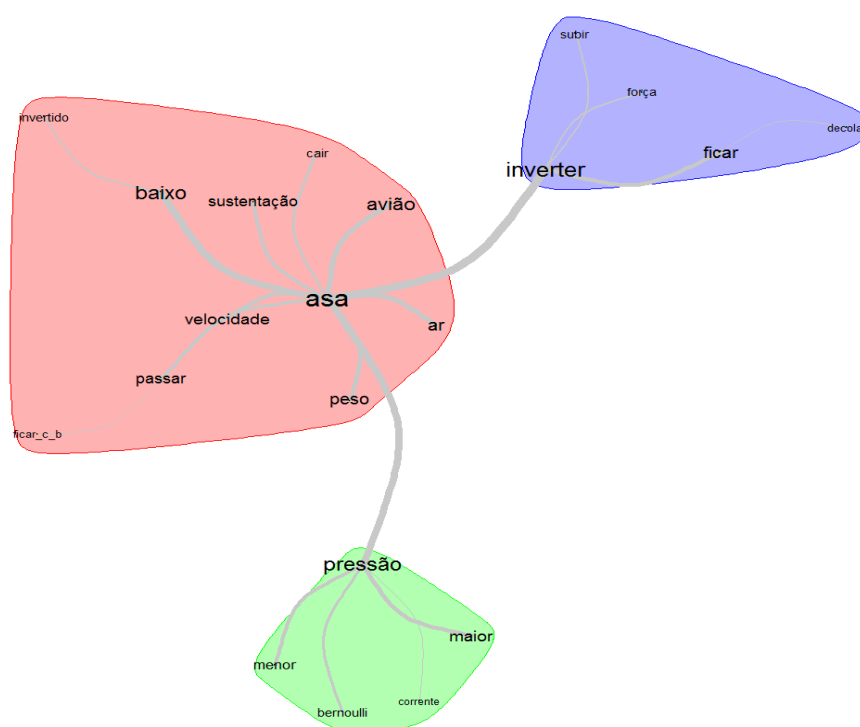 subir
força
invertido
decola
cair
ficar
inverter
baixo
sustentação
avião
asa
velocidade
ar
passar
peso
ficar_c_b
pressão
maior
menor
corrente
bernoulli